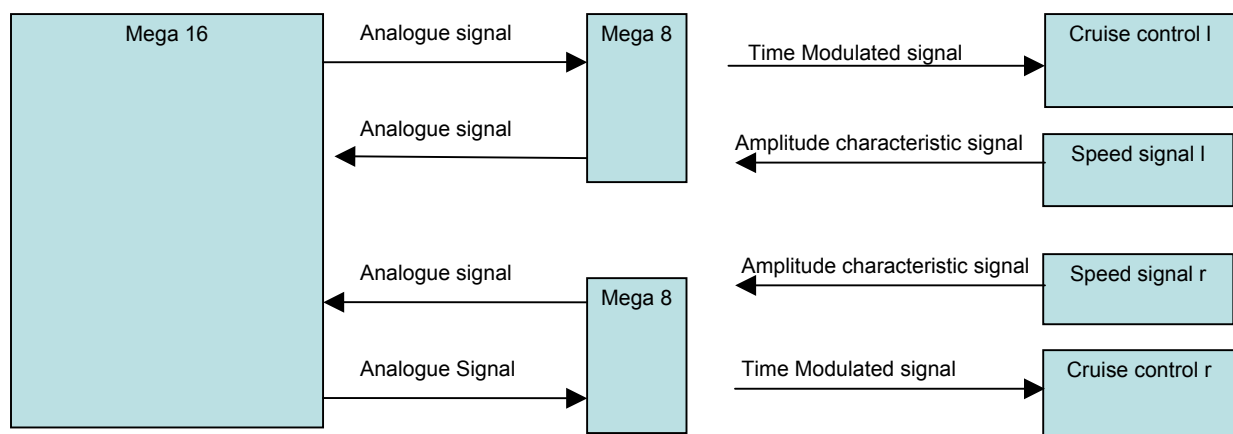 Mega 16
Analogue signal
Mega 8
Time Modulated signal
Cruise control l
Analogue signal
Amplitude characteristic signal
Speed signal l
Analogue signal
Mega 8
Amplitude characteristic signal
Speed signal r
Analogue Signal
Time Modulated signal
Cruise control r